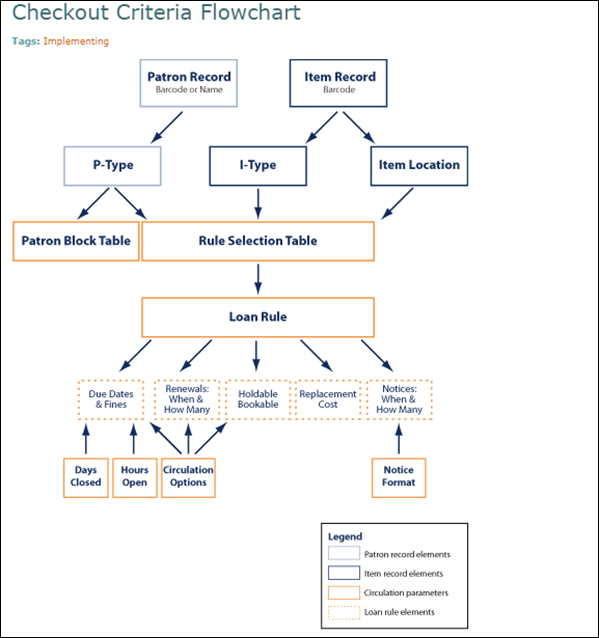 Checkout Criteria Flowchart
Tags: Implementing
Patron Record
Barcode or Name
Item Record
Barcode
P-Type
I-Type
Item Location
Patron Block Table
Rule Selection Table
Loan Rule
Due Dates
& Fines
Renewals:
When &
How Many
Holdable
Bookable
Replacement
Cost
Notices:
When &
How Many
Days
Closed
Hours
Open
Circulation
Options
Notice
Format
Legend
Patron record elements
Item record elements
Circulation parameters
Loan rule elements